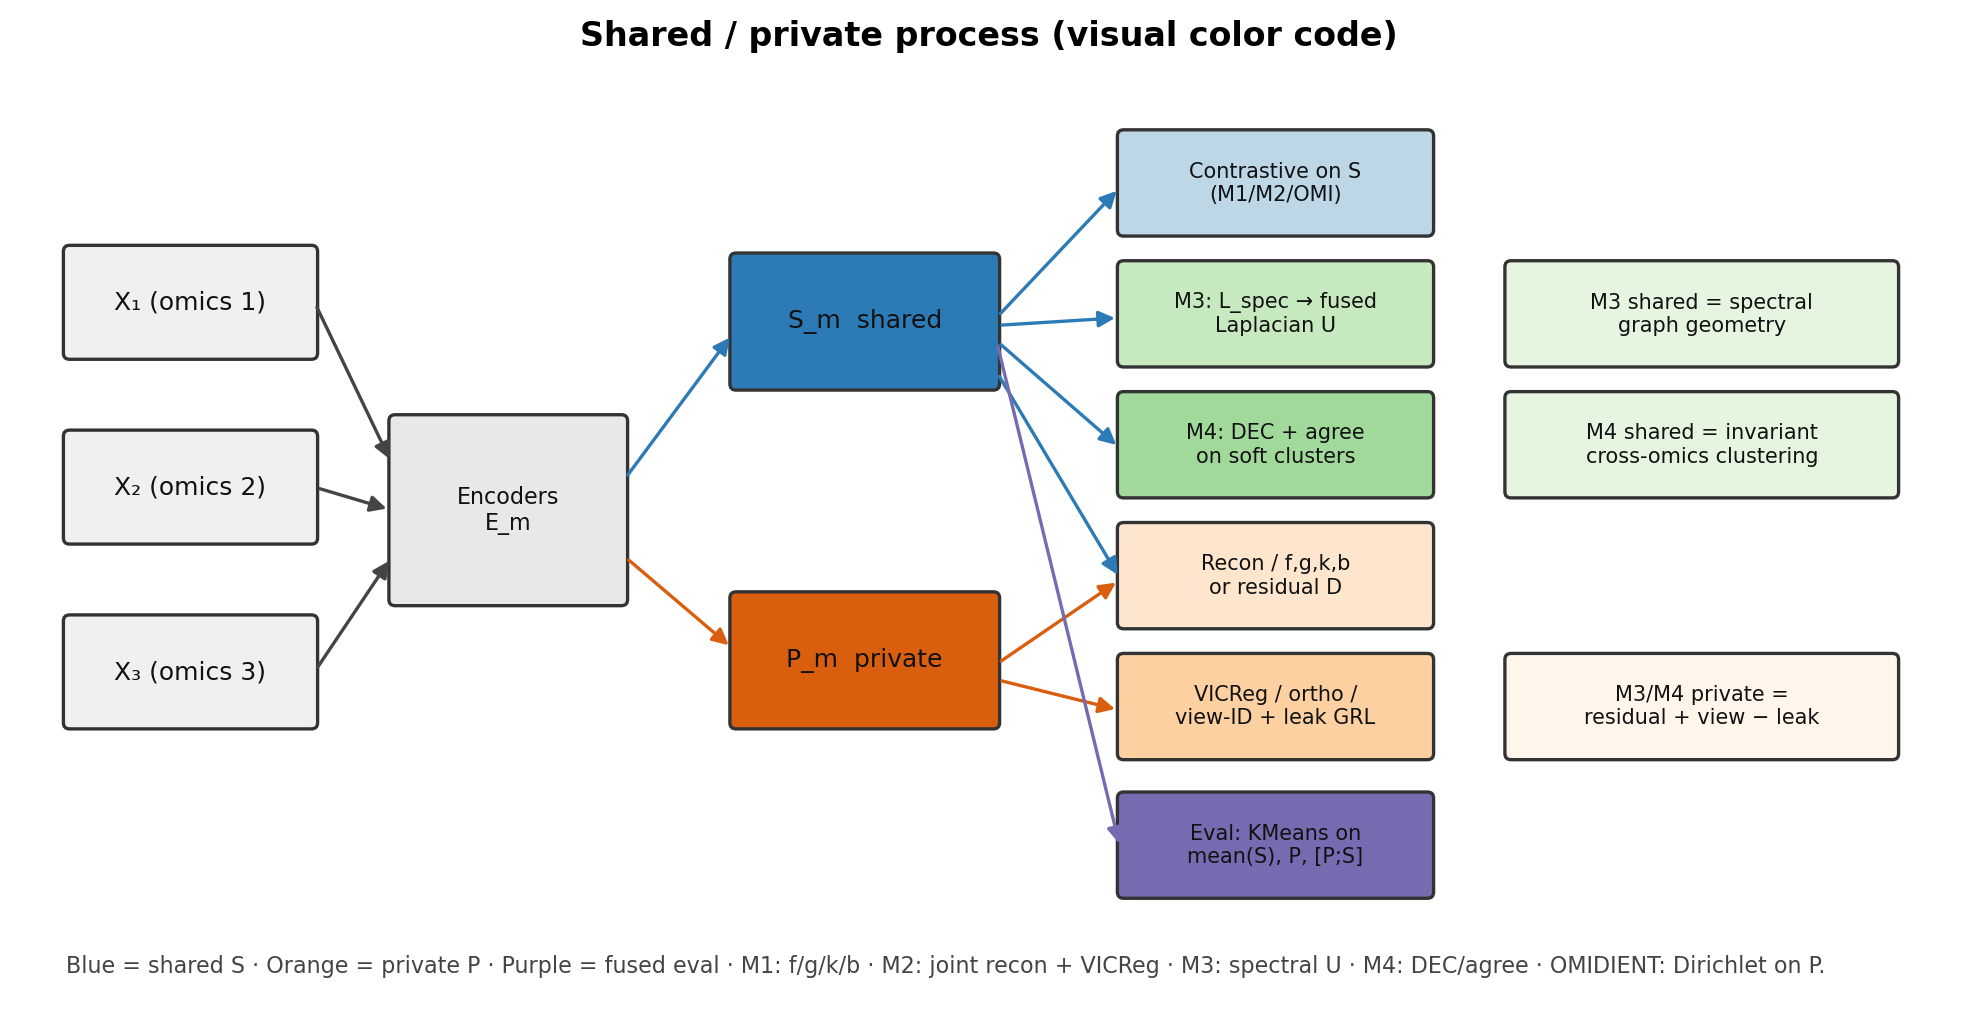 Shared / private process (visual color code)
X₁ (omics 1)
X₂ (omics 2)
X₃ (omics 3)
Encoders
E_m
S_m  shared
P_m  private
Contrastive on S
(M1/M2/OMI)
M3: L_spec → fused
Laplacian U
M4: DEC + agree
on soft clusters
Recon / f,g,k,b
or residual D
VICReg / ortho /
view-ID + leak GRL
Eval: KMeans on
mean(S), P, [P;S]
M3 shared = spectral
graph geometry
M4 shared = invariant
cross-omics clustering
M3/M4 private =
residual + view − leak
Blue = shared S · Orange = private P · Purple = fused eval · M1: f/g/k/b · M2: joint recon + VICReg · M3: spectral U · M4: DEC/agree · OMIDIENT: Dirichlet on P.